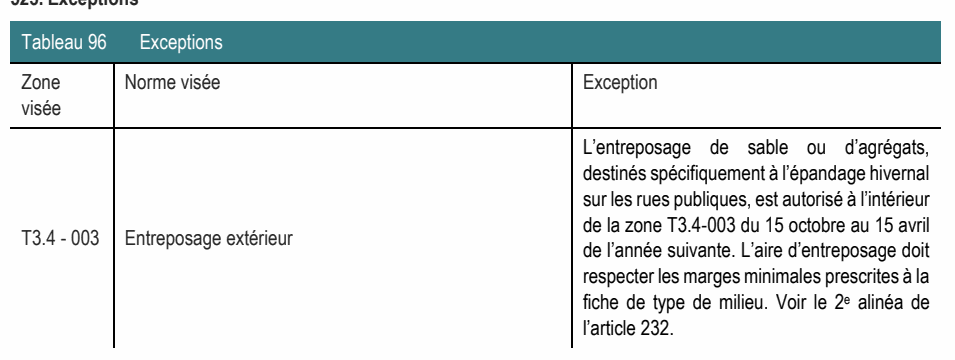 525. Exceptions
Tableau 96 Exceptions
Zone visée
Norme visée
Exception
T3.4 - 003
Entreposage extérieur
L’entreposage de sable ou d’agrégats,
destinés spécifiquement à l’épandage hivernal
sur les rues publiques, est autorisé à l’intérieur
de la zone T3.4-003 du 15 octobre au 15 avril
de l’année suivante. L’aire d’entreposage doit
respecter les marges minimales prescrites à la
fiche de type de milieu. Voir le 2e alinéa de
l’article 232.